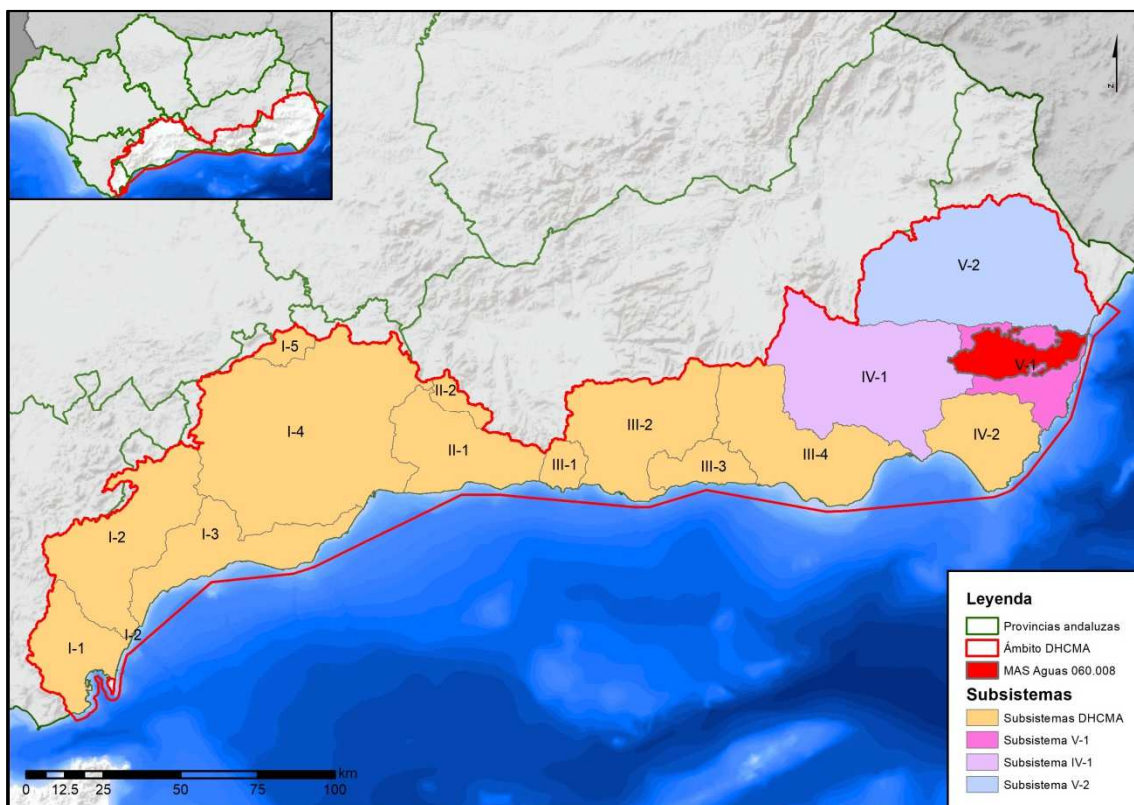 N
V-2
I-5
V-1
II-2
IV-1
I-4
III-2
IV-2
II-1
III-1
III-3
III-4
I-2
I-3
I-2
I-1
km
0 12.5 25 50 75 100
Leyenda
Provincias andaluzas
Ámbito DHCMA
MAS Aguas 060.008
Subsistemas
Subsistemas DHCMA
Subsistema V-1
Subsistema IV-1
Subsistema V-2